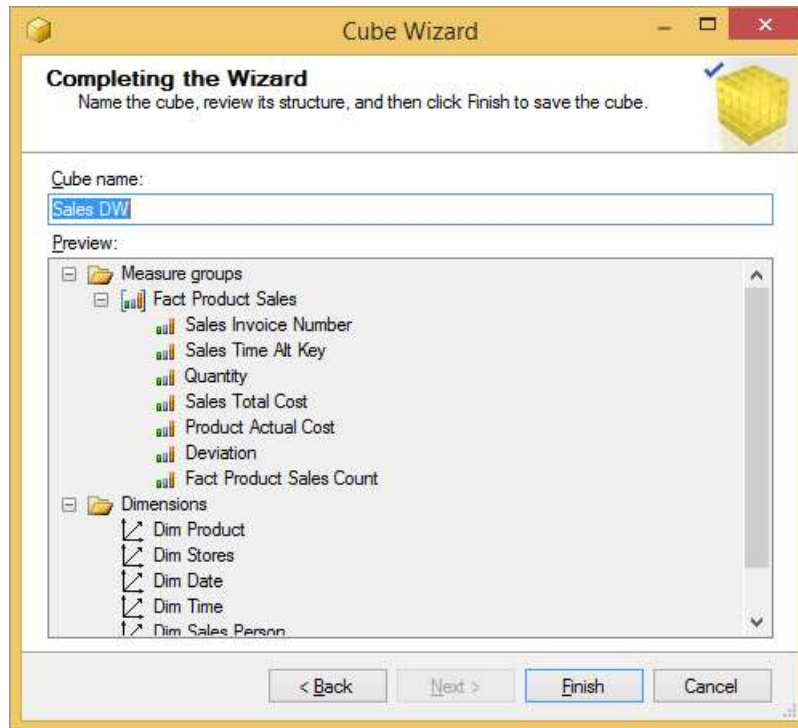 Cube Wizard
Completing the Wizard
Name the cube, review its structure, and then click Finish to save the cube.
Cube name:
Sales DW
Preview:
Measure groups
Fact Product Sales
Sales Invoice Number
Sales Time Alt Key
Quantity
Sales Total Cost
Product Actual Cost
Deviation
Fact Product Sales Count
Dimensions
Dim Product
Dim Stores
Dim Date
Dim Time
Dim Sales Person
< Back Next > Finish Cancel